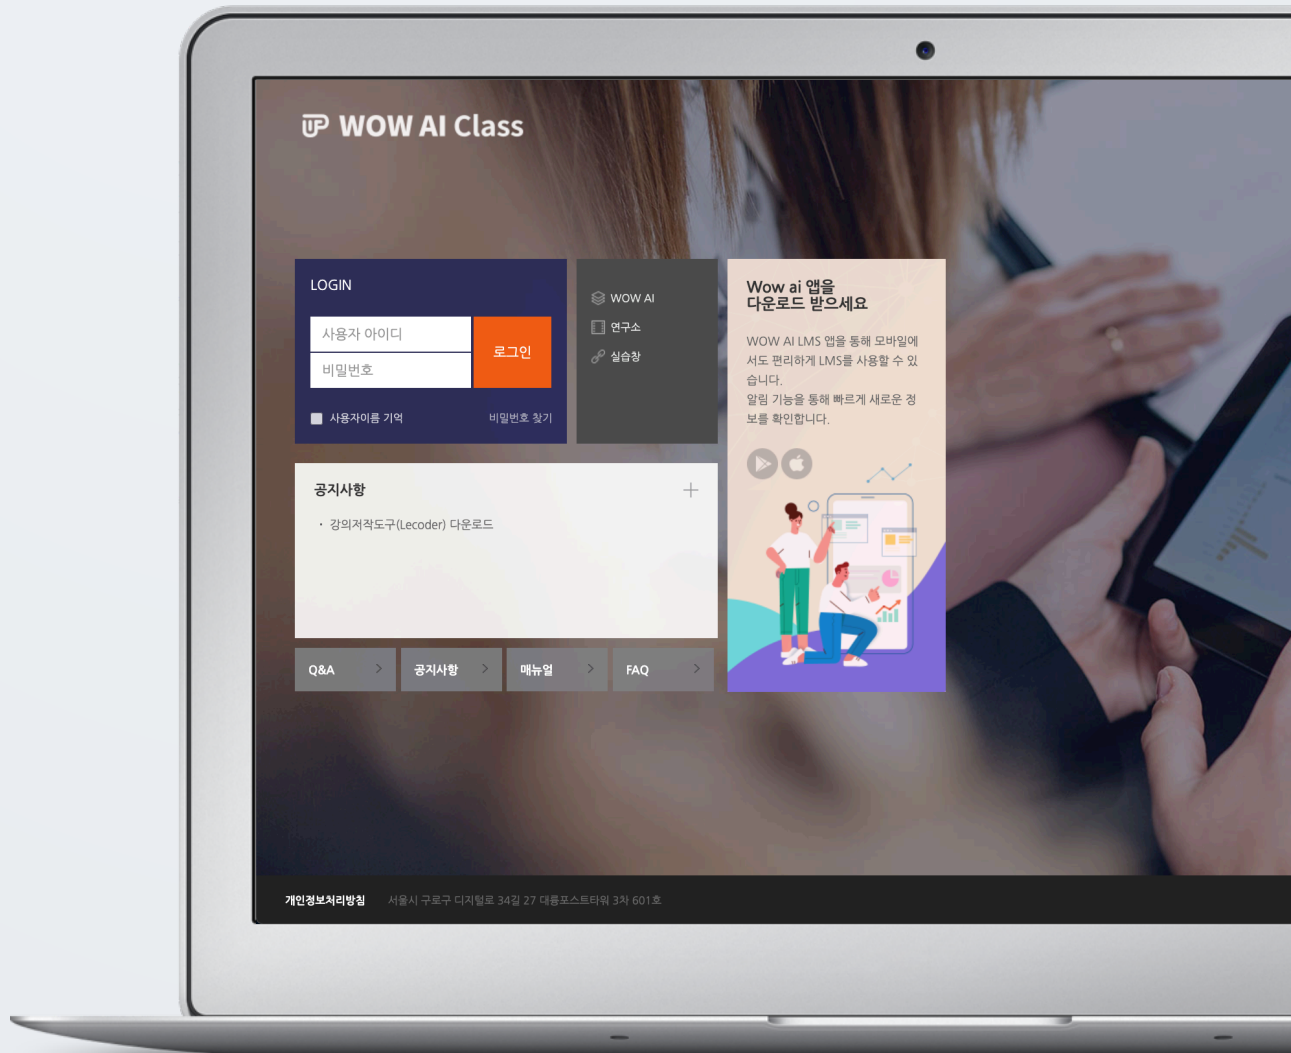 UP WOW AI Class
LOGIN
사용자 아이디
비밀번호
로그인
사용자이름 기억
비밀번호 찾기
WOW AI
연구소
실습창
Wow ai 앱을
다운로드 받으세요
WOW AI LMS 앱을 통해 모바일에
서도 편리하게 LMS를 사용할 수 있
습니다.
알림 기능을 통해 빠르게 새로운 정
보를 확인합니다.
공지사항
· 강의저작도구(Lecoder) 다운로드
Q&A
공지사항
매뉴얼
FAQ
개인정보처리방침
서울시 구로구 디지털로 34길 27 대륭포스트타워 3차 601호